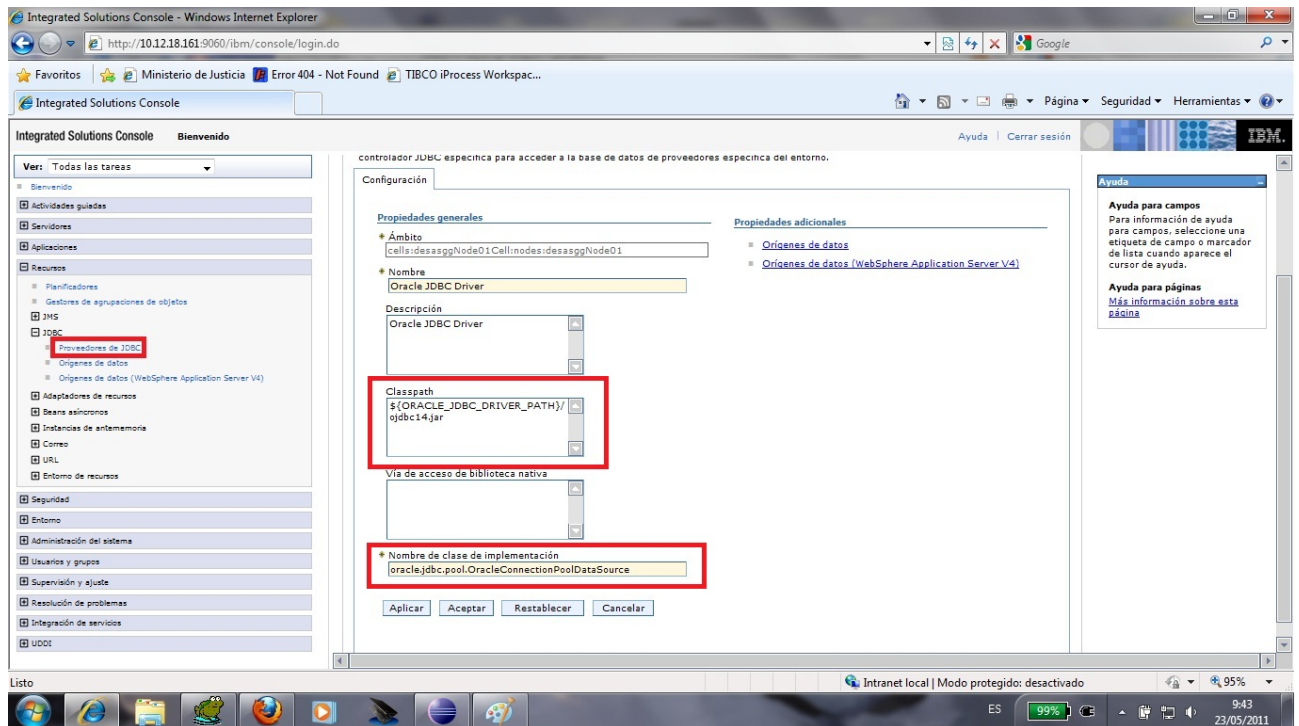 Integrated Solutions Console - Windows Internet Explorer
http://10.12.18.161:9060/ibm/console/login.do
Google
Favoritos
Ministerio de Justicia
Error 404 - Not Found
TIBCO iProcess Workspac...
Integrated Solutions Console
Página
Seguridad
Herramientas
Integrated Solutions Console
Bienvenido
Ayuda
Cerrar sesión
IBM.
Ver: Todas las tareas
Bienvenido
Actividades guiadas
Servidores
Aplicaciones
Recursos
Planificadores
Gestores de agrupaciones de objetos
JMS
JDBC
Proveedores de JDBC
Orígenes de datos
Orígenes de datos (WebSphere Application Server V4)
Adaptadores de recursos
Beans asíncronos
Instancias de antememoria
Correo
URL
Entorno de recursos
Seguridad
Entorno
Administración del sistema
Usuarios y grupos
Supervisión y ajuste
Resolución de problemas
Integración de servicios
UDDI
controlador JDBC específica para acceder a la base de datos de proveedores específica del entorno.
Configuración
Propiedades generales
* Ámbito
cells:desasggNode01Cell:nodes:desasggNode01
* Nombre
Oracle JDBC Driver
Descripción
Oracle JDBC Driver
Classpath
${ORACLE_JDBC_DRIVER_PATH}/
ojdbc14.jar
Vía de acceso de biblioteca nativa
* Nombre de clase de implementación
oracle.jdbc.pool.OracleConnectionPoolDataSource
Aplicar
Aceptar
Restablecer
Cancelar
Propiedades adicionales
Orígenes de datos
Orígenes de datos (WebSphere Application Server V4)
Ayuda
Ayuda para campos
Para información de ayuda
para campos, seleccione una
etiqueta de campo o marcador
de lista cuando aparece el
cursor de ayuda.
Ayuda para páginas
Más información sobre esta
página
Listo
Intranet local | Modo protegido: desactivado
95%
ES
99%
9:43
23/05/2011